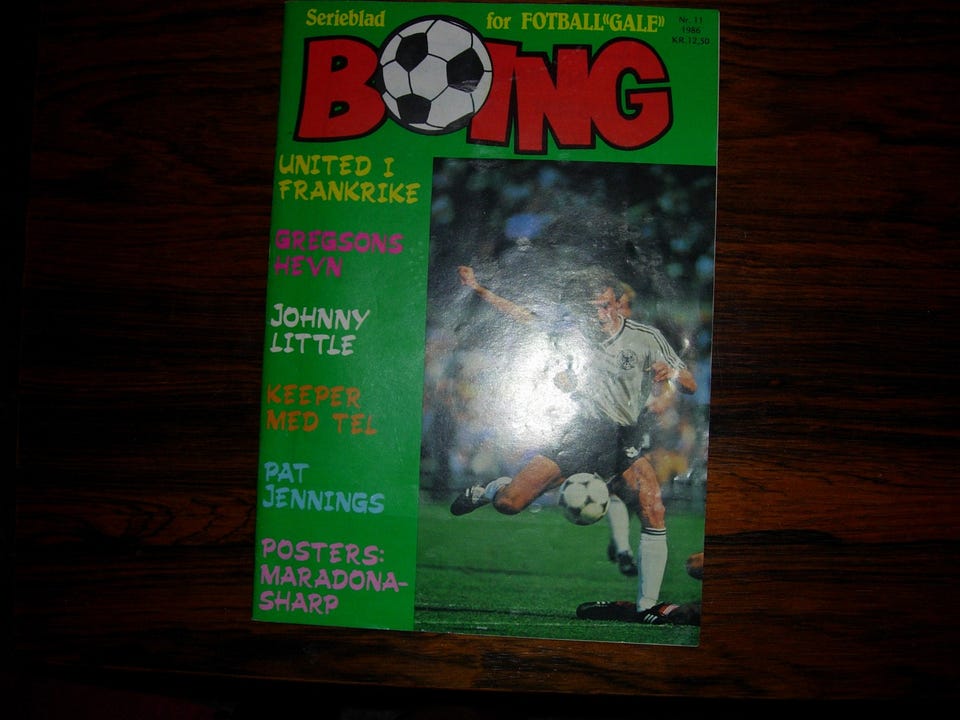 Serieblad for FOTBALL“GALE”
Nr. 11
1986
KR.12,50
BOING
UNITED I
FRANKRIKE
GREGSONS
HEVN
JOHNNY
LITTLE
KEEPER
MED TEL
PAT
JENNINGS
POSTERS:
MARADONA-
SHARP